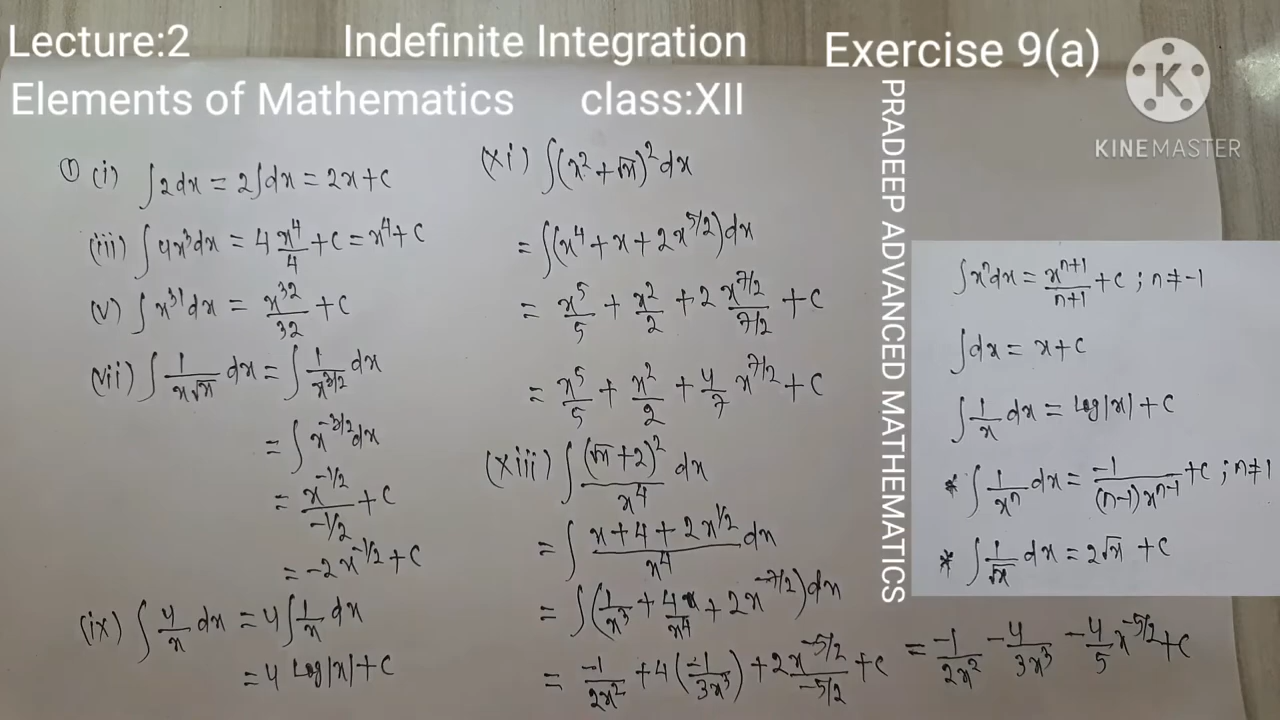 Lecture:2 Indefinite Integration Exercise 9(a)
Elements of Mathematics class:XII
K
KINEMASTER
PRADEEP ADVANCED MATHEMATICS
① (i) ∫2dx = 2∫dx = 2x+c
(iii) ∫4x³dx = 4 x⁴/4 + c = x⁴+c
(v) ∫x³¹dx = x³²/32 + c
(vii) ∫ 1/(x√x) dx = ∫ 1/x^(3/2) dx
= ∫x^(-3/2)dx
= x^(-1/2)/(-1/2) + c
= -2x^(-1/2) + c
(ix) ∫ 4/x dx = 4∫ 1/x dx
= 4 Log|x| + c
(xi) ∫(x²+√x)²dx
= ∫(x⁴+x+2x^(5/2))dx
= x⁵/5 + x²/2 + 2 x^(7/2)/(7/2) + c
= x⁵/5 + x²/2 + 4/7 x^(7/2) + c
(xiii) ∫ (√x+2)²/x⁴ dx
= ∫ (x+4+2x^(1/2))/x⁴ dx
= ∫(1/x³ + 4/x⁴ + 2x^(-7/2))dx
= -1/(2x²) + 4(-1/(3x³)) + 2x^(-5/2)/(-5/2) + c = -1/(2x²) - 4/(3x³) - 4/5 x^(-5/2) + c
∫xⁿdx = x^(n+1)/(n+1) + c ; n≠-1
∫dx = x+c
∫ 1/x dx = Log|x| + c
* ∫ 1/xⁿ dx = -1/((n-1)x^(n-1)) + c ; n≠1
* ∫ 1/√x dx = 2√x + c